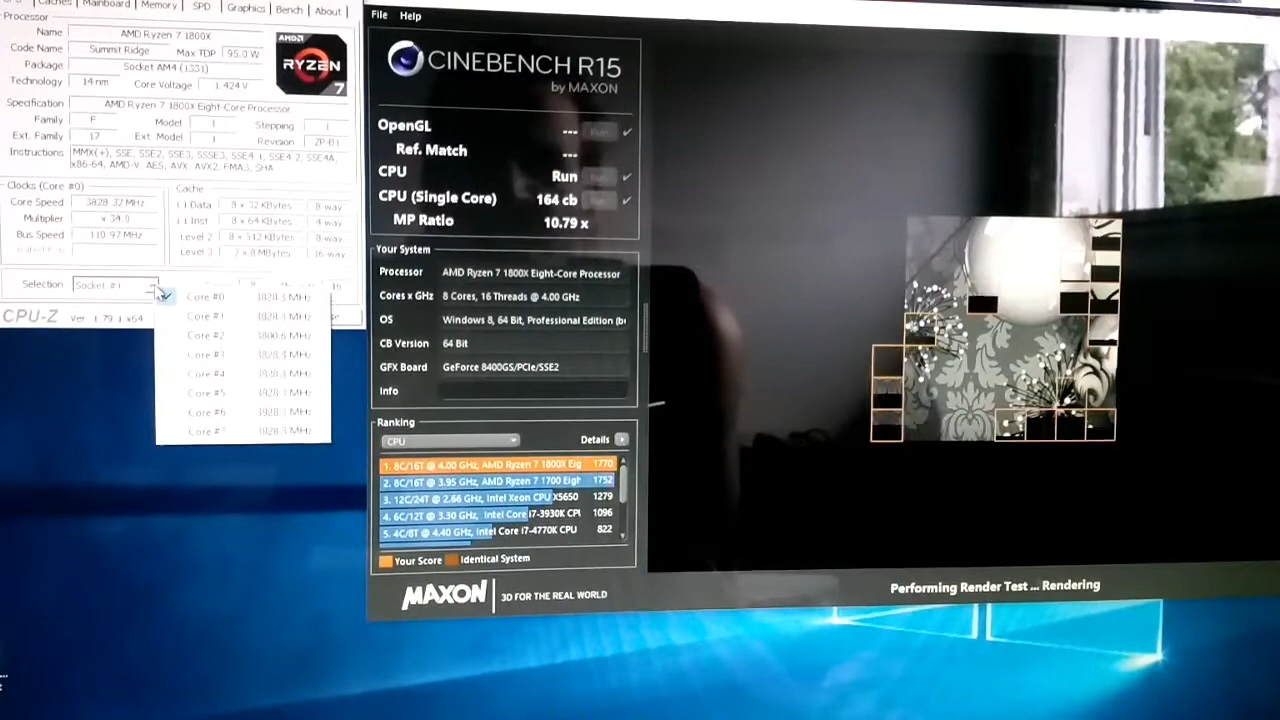 Caches Mainboard Memory SPD Graphics Bench About
Processor
Name AMD Ryzen 7 1800X
Code Name Summit Ridge Max TDP 95.0 W
Package Socket AM4 (1331)
Technology 14 nm Core Voltage 1.424 V
AMD
RYZEN
7
Specification AMD Ryzen 7 1800X Eight-Core Processor
Family F Model 1 Stepping 1
Ext. Family 17 Ext. Model Revision ZP-B1
Instructions MMX(+), SSE, SSE2, SSE3, SSSE3, SSE4.1, SSE4.2, SSE4A,
x86-64, AMD-V, AES, AVX, AVX2, FMA3, SHA
Clocks (Core #0) Cache
Core Speed 3828.32 MHz L1 Data 8 x 32 KBytes 8-way
Multiplier L1 Inst 8 x 64 KBytes 4-way
Bus Speed 110.97 MHz Level 2 8 x 512 KBytes 8-way
Level 3 2 x 8 MBytes 16-way
Selection Socket #1 16
CPU-Z Ver. 1.79.1.x64
Core #0
Core #1
Core #2
Core #3
Core #4
Core #5
Core #6
Core #7
File Help
CINEBENCH R15
by MAXON
OpenGL --- Run
Ref. Match ---
CPU Run
CPU (Single Core) 164 cb
MP Ratio 10.79 x
Your System
Processor AMD Ryzen 7 1800X Eight-Core Processor
Cores x GHz 8 Cores, 16 Threads @ 4.00 GHz
OS Windows 8, 64 Bit, Professional Edition (bu
CB Version 64 Bit
GFX Board GeForce 8400GS/PCIe/SSE2
Info
Ranking
CPU Details
1. 8C/16T @ 4.00 GHz, AMD Ryzen 7 1800X Eig 1770
2. 8C/16T @ 3.95 GHz, AMD Ryzen 7 1700 Eigh 1752
3. 12C/24T @ 2.66 GHz, Intel Xeon CPU X5650 1279
4. 6C/12T @ 3.30 GHz, Intel Core i7-3930K CPU 1096
5. 4C/8T @ 4.40 GHz, Intel Core i7-4770K CPU 822
Your Score Identical System
MAXON 3D FOR THE REAL WORLD
Performing Render Test ... Rendering